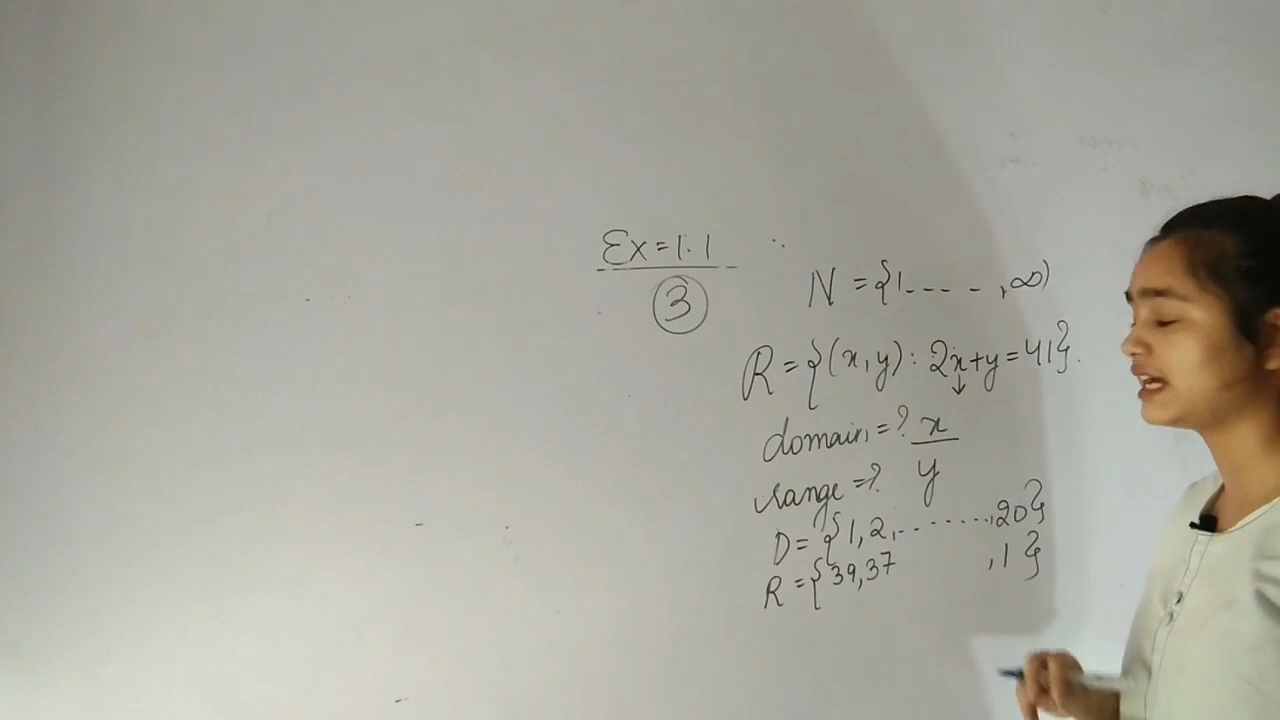 Ex=1.1
3
N = {1---- , ∞)
R = {(x, y) : 2x+y = 41}.
domain = ? x
range = ? y
D = {1, 2, ........, 20}
R = {39, 37 , 1}